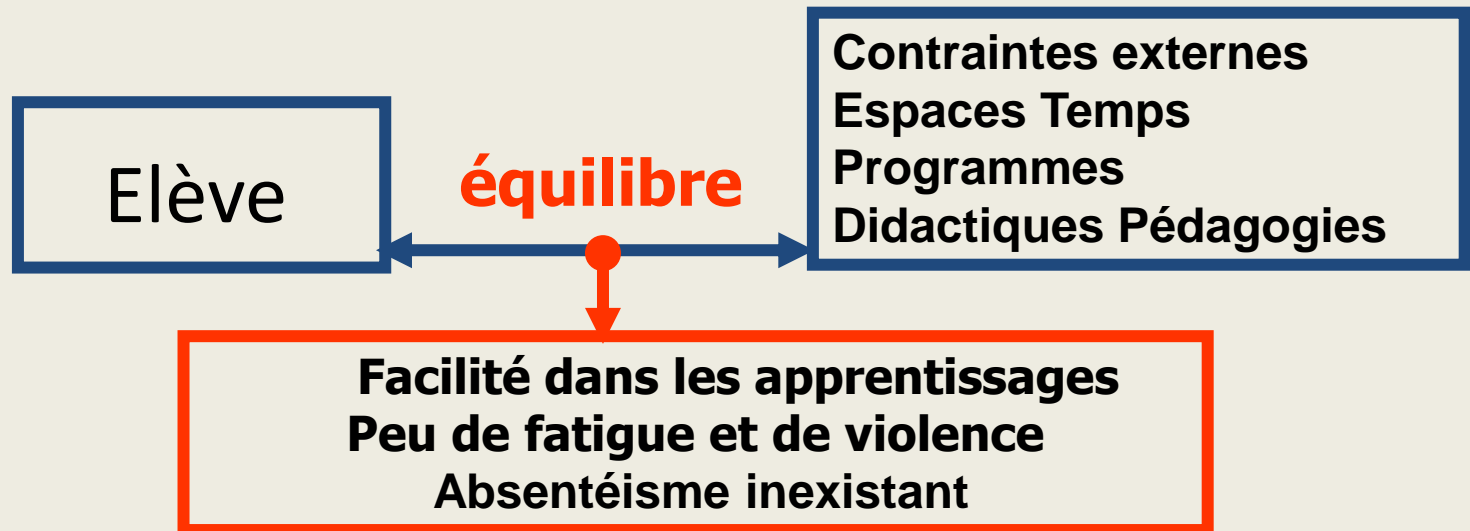 Elève
équilibre
Contraintes externes
Espaces Temps
Programmes
Didactiques Pédagogies
Facilité dans les apprentissages
Peu de fatigue et de violence
Absentéisme inexistant